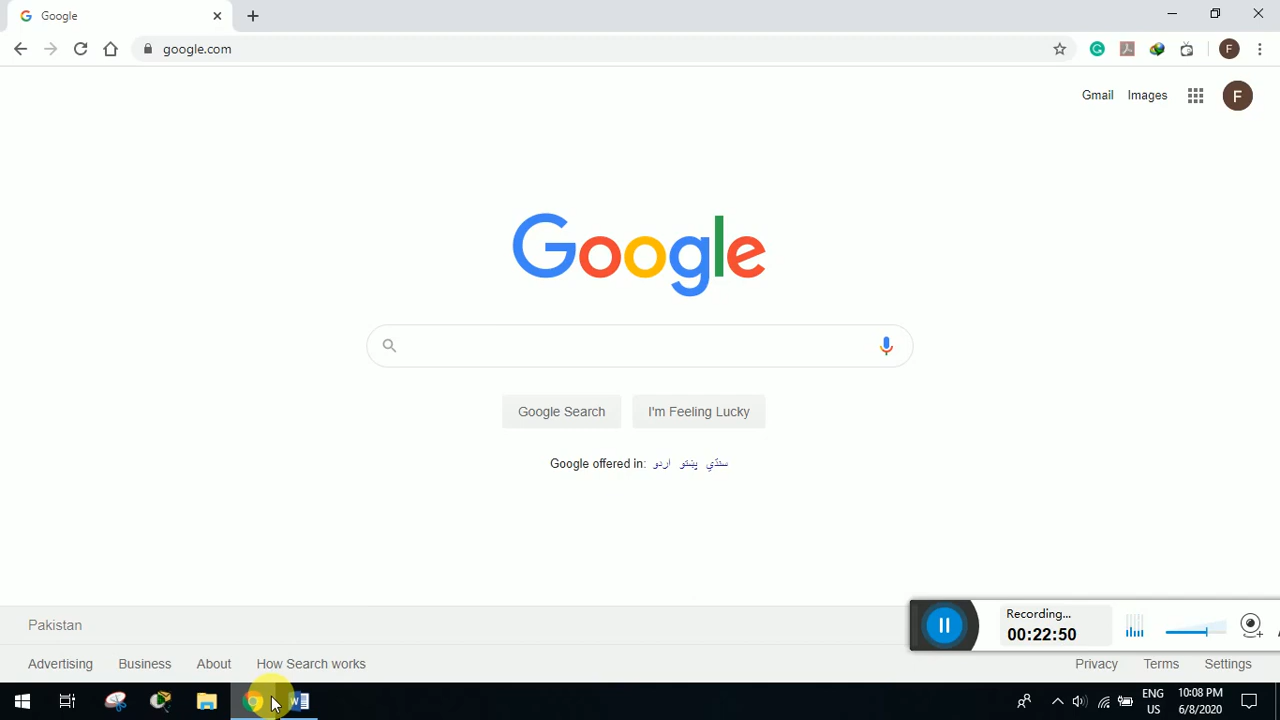 Google
google.com
F
Gmail Images
F
Google
Google Search I'm Feeling Lucky
Google offered in: اردو پښتو سنڌي
Recording...
00:22:50
Pakistan
Advertising Business About How Search works
Privacy Terms Settings
ENG
US
10:08 PM
6/8/2020